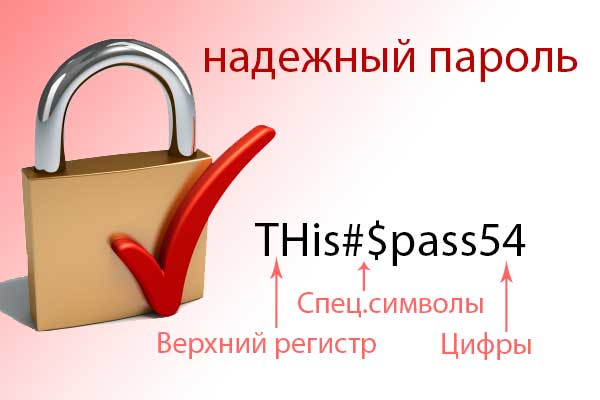 надежный пароль
THis#$pass54
Спец.символы
Верхний регистр
Цифры